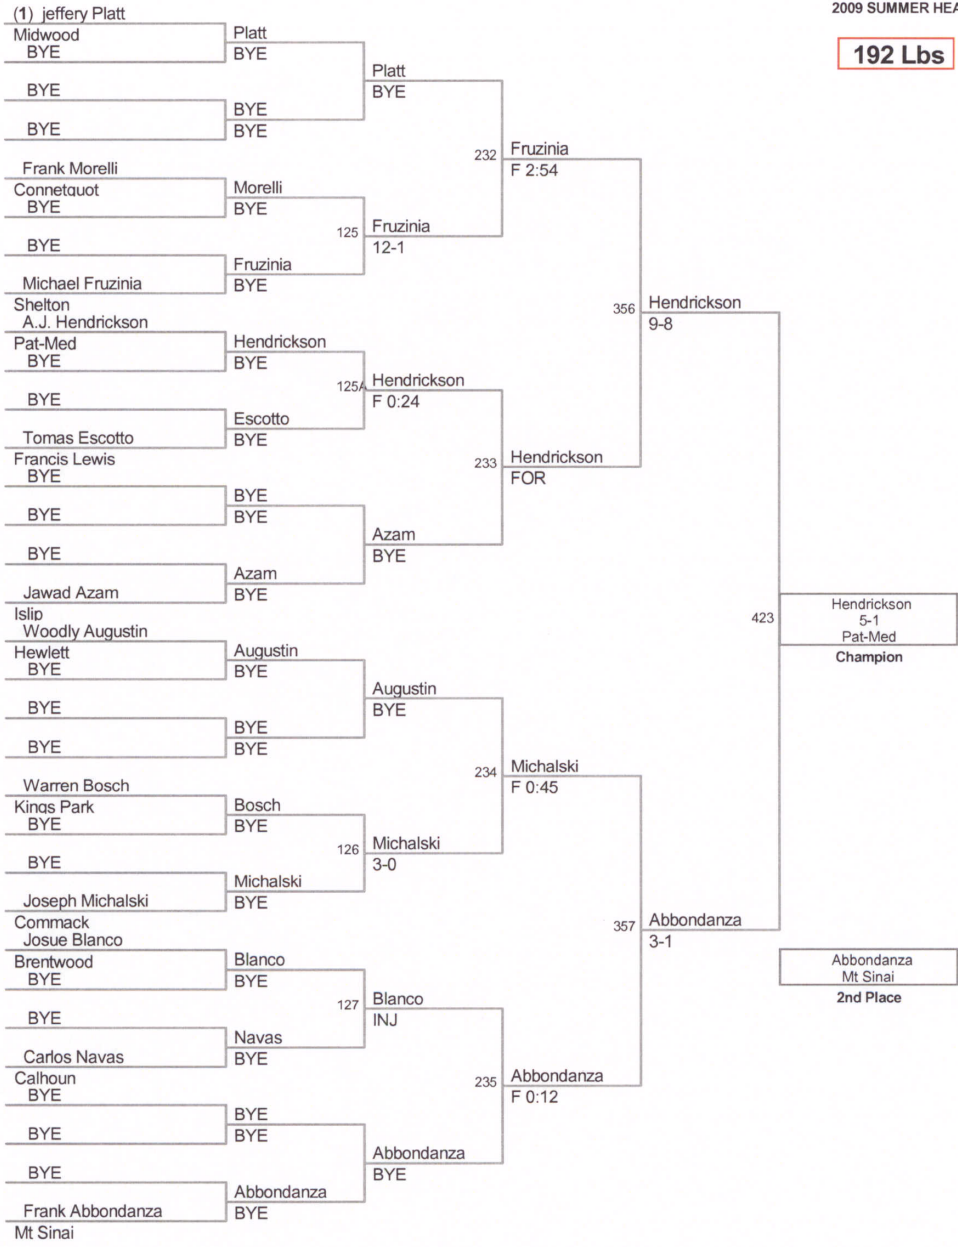 (1) jeffery Platt
2009 SUMMER HEA
192 Lbs
Midwood
BYE
BYE
BYE
Frank Morelli
Connetquot
BYE
BYE
Michael Fruzinia
Shelton
A.J. Hendrickson
Pat-Med
BYE
BYE
Tomas Escotto
Francis Lewis
BYE
BYE
BYE
Jawad Azam
Islip
Woodly Augustin
Hewlett
BYE
BYE
BYE
Warren Bosch
Kings Park
BYE
BYE
Joseph Michalski
Commack
Josue Blanco
Brentwood
BYE
BYE
Carlos Navas
Calhoun
BYE
BYE
BYE
Frank Abbondanza
Mt Sinai
Platt
BYE
BYE
BYE
Morelli
BYE
Fruzinia
BYE
Hendrickson
BYE
Escotto
BYE
BYE
BYE
Azam
BYE
Augustin
BYE
BYE
BYE
Bosch
BYE
Michalski
BYE
Blanco
BYE
Navas
BYE
BYE
BYE
Abbondanza
BYE
Platt
BYE
125 Fruzinia
12-1
125A Hendrickson
F 0:24
Azam
BYE
Augustin
BYE
126 Michalski
3-0
127 Blanco
INJ
Abbondanza
BYE
232 Fruzinia
F 2:54
233 Hendrickson
FOR
234 Michalski
F 0:45
235 Abbondanza
F 0:12
356 Hendrickson
9-8
357 Abbondanza
3-1
423 Hendrickson
5-1
Pat-Med
Champion
Abbondanza
Mt Sinai
2nd Place